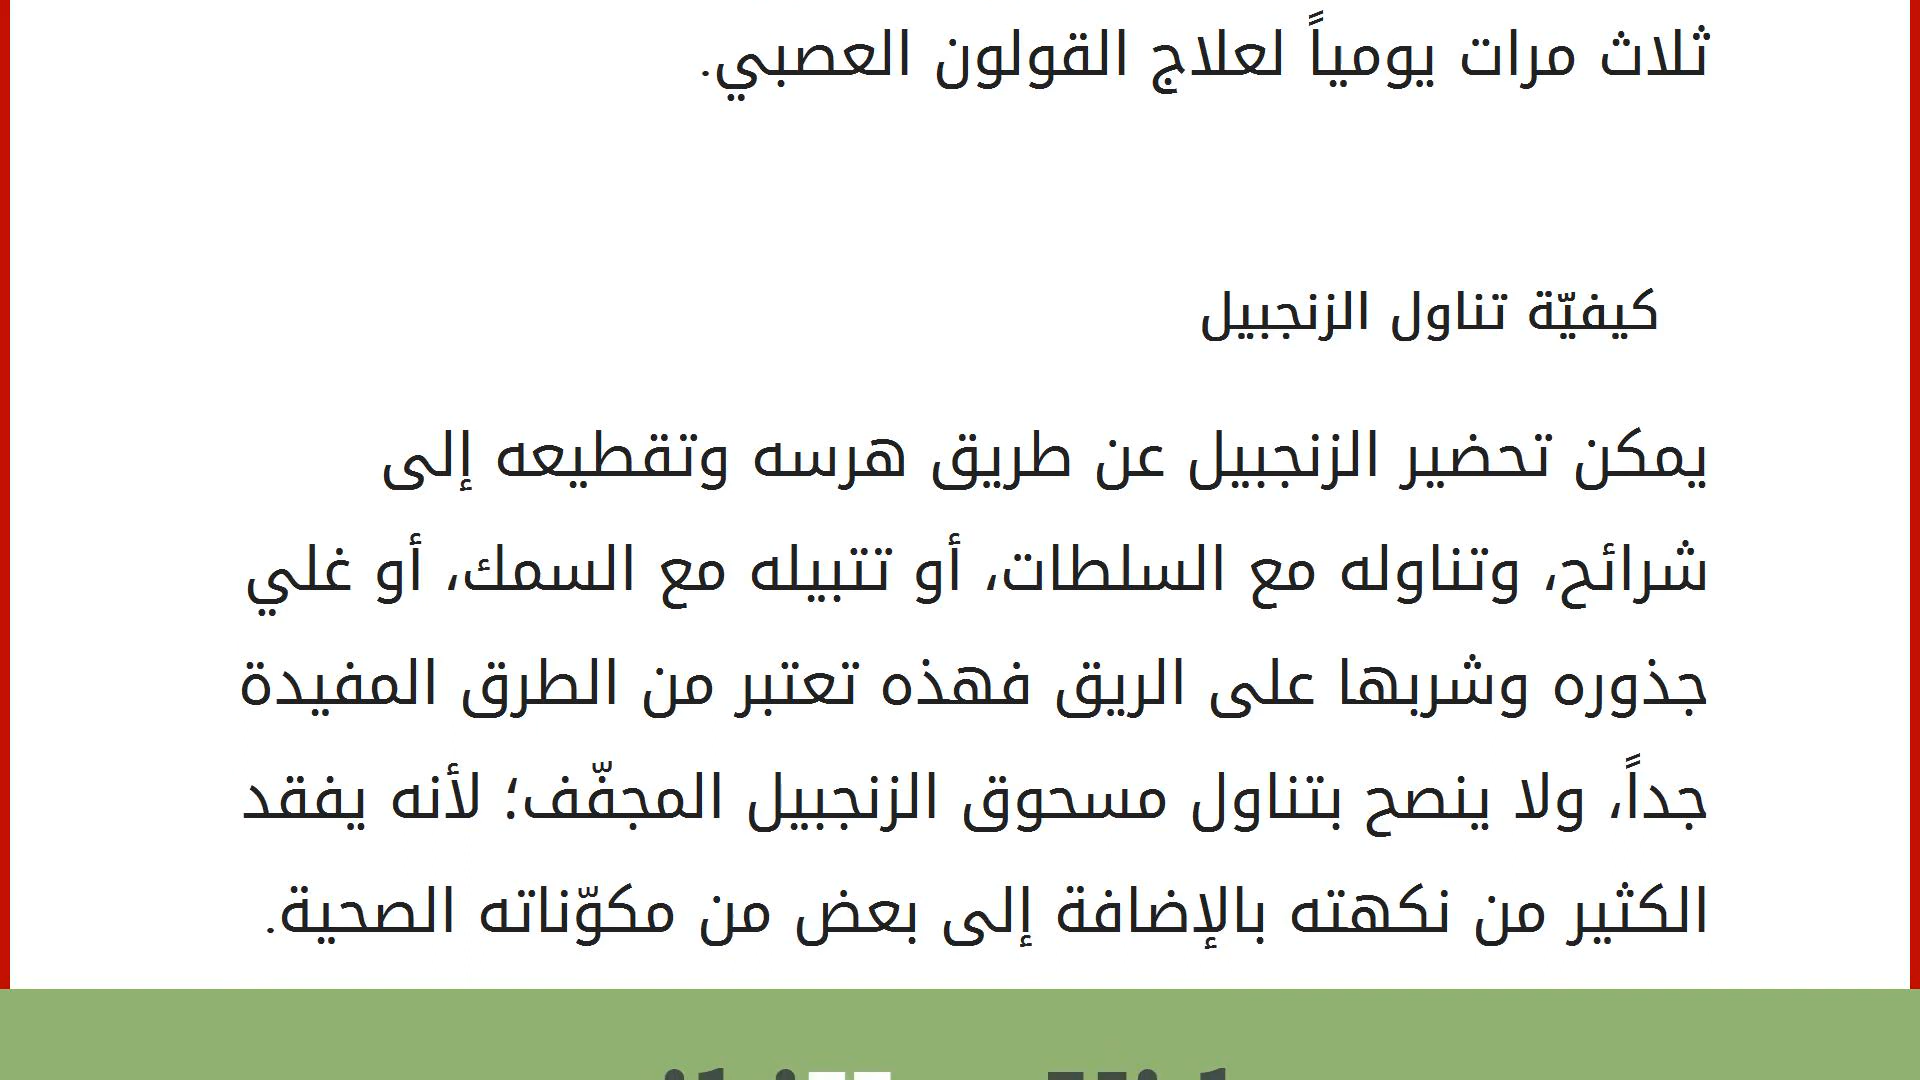 ثلاث مرات يومياً لعلاج القولون العصبي.
كيفيّة تناول الزنجبيل
يمكن تحضير الزنجبيل عن طريق هرسه وتقطيعه إلى
شرائح، وتناوله مع السلطات، أو تتبيله مع السمك، أو غلي
جذوره وشربها على الريق فهذه تعتبر من الطرق المفيدة
جداً، ولا ينصح بتناول مسحوق الزنجبيل المجفّف؛ لأنه يفقد
الكثير من نكهته بالإضافة إلى بعض من مكوّناته الصحية.